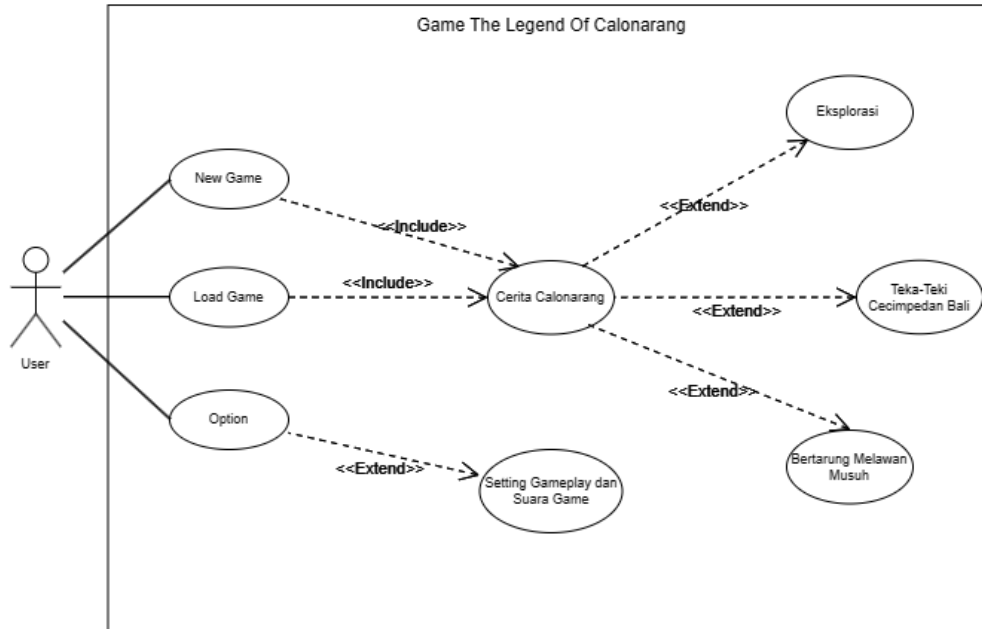 Game The Legend Of Calonarang
Eksplorasi
New Game
<<Extend>>
<<Include>>
Load Game
<<Include>>
Cerita Calonarang
Teka-Teki
Cecimpedan Bali
<<Extend>>
User
<<Extend>>
Option
<<Extend>>
Setting Gameplay dan
Suara Game
Bertarung Melawan
Musuh